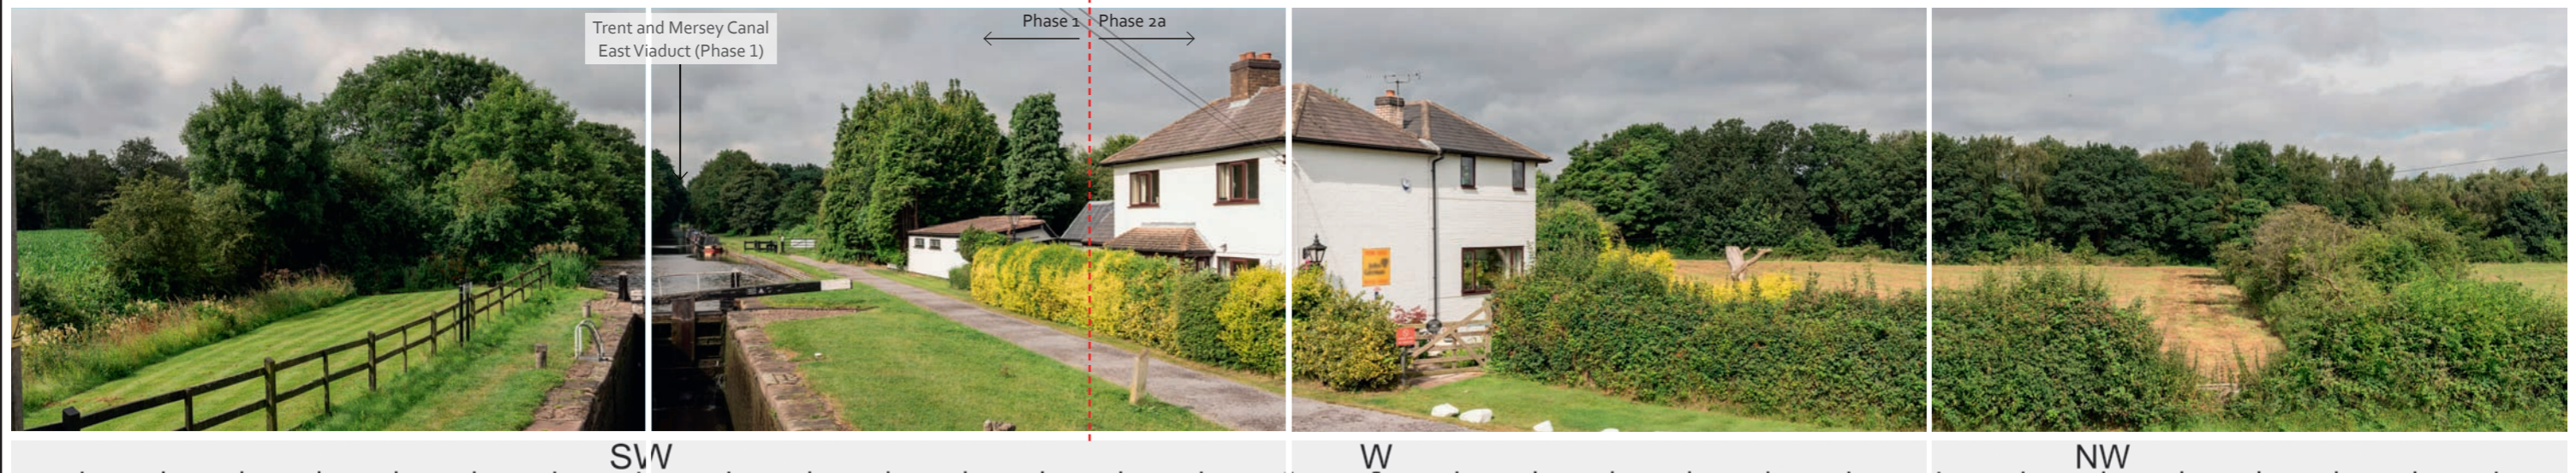 Trent and Mersey Canal
East Viaduct (Phase 1)
Phase 1
Phase 2a
SW
W
NW